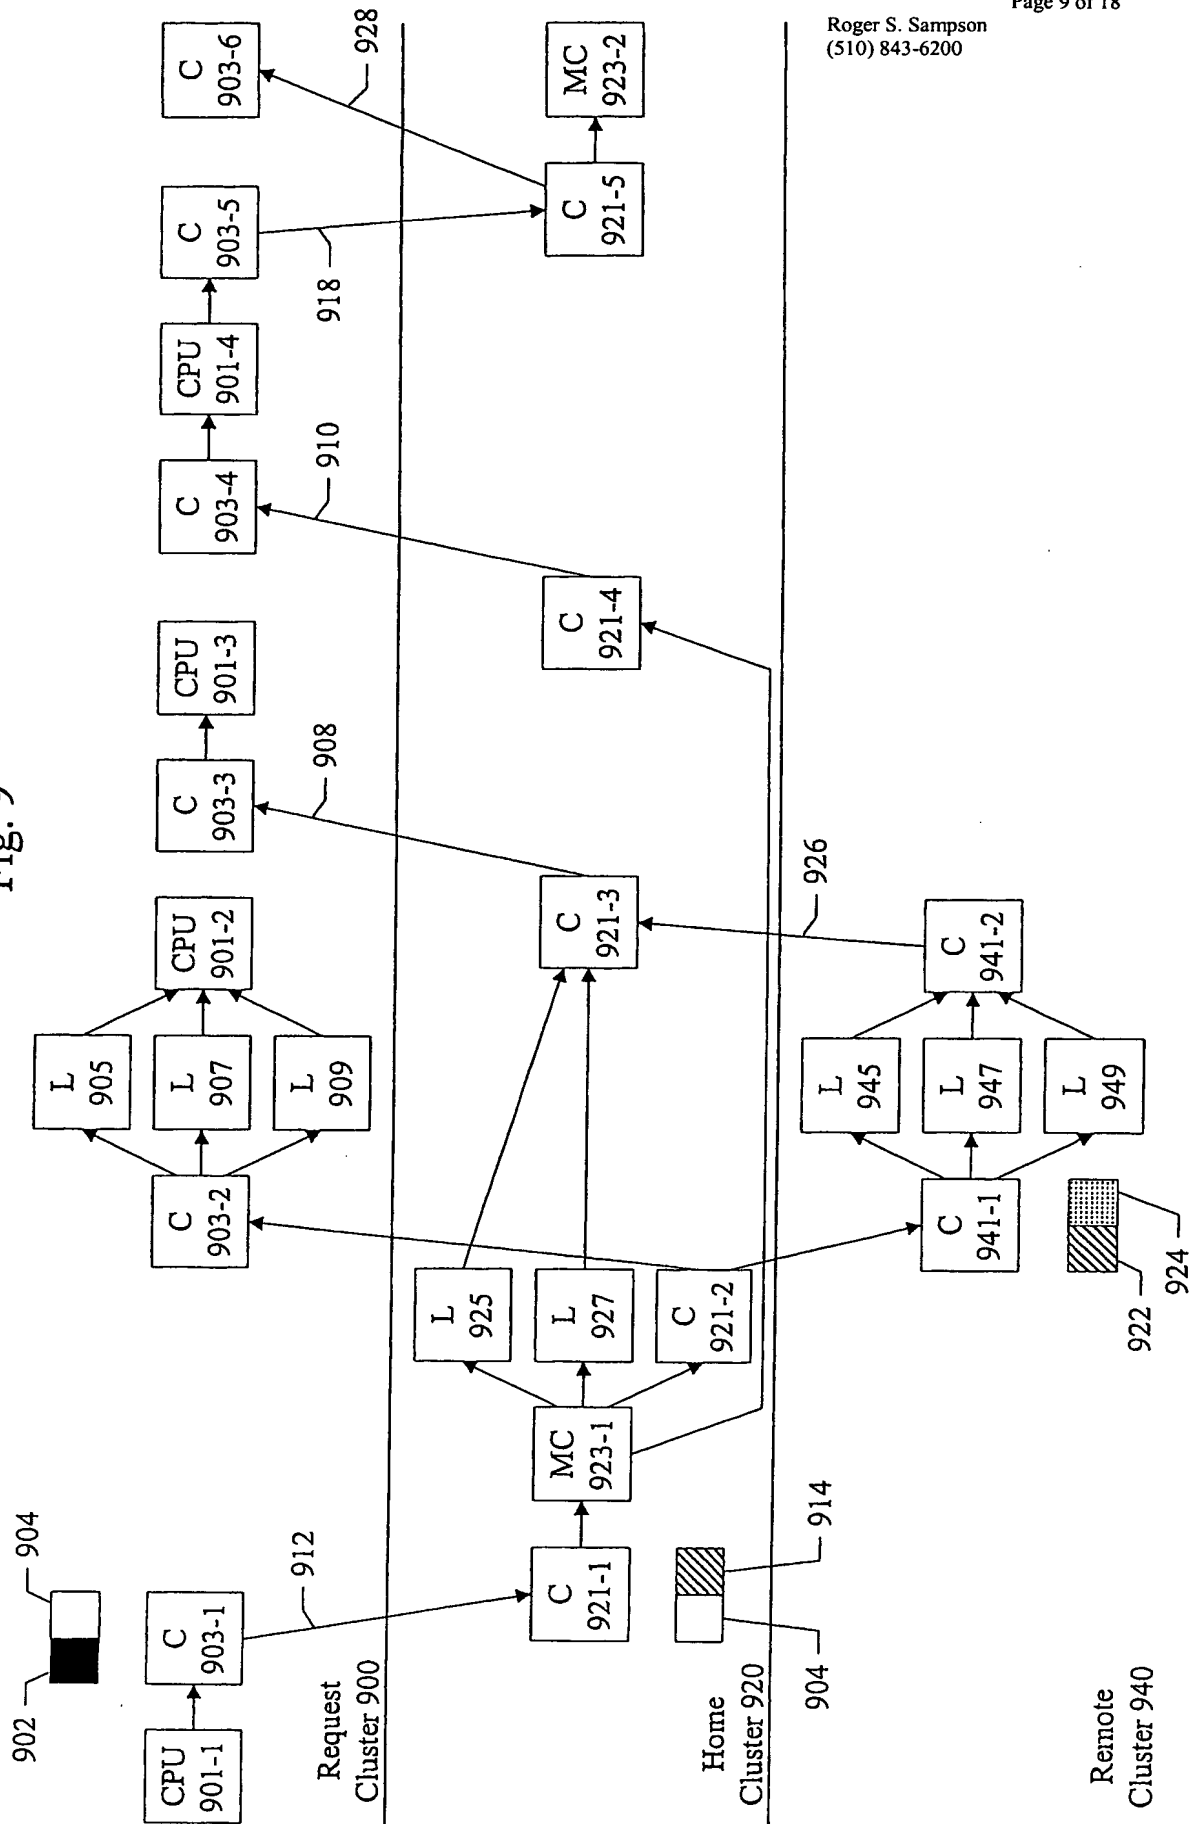 Page 9 of 18
Roger S. Sampson
(510) 843-6200
Fig. 9
902
904
CPU
901-1
C
903-1
912
Request
Cluster 900
C
903-2
L
905
L
907
L
909
CPU
901-2
C
903-3
CPU
901-3
908
C
903-4
CPU
901-4
C
903-5
910
918
C
903-6
928
Home
Cluster 920
904
914
C
921-1
MC
923-1
L
925
L
927
C
921-2
C
921-3
C
921-4
C
921-5
MC
923-2
926
Remote
Cluster 940
922
924
C
941-1
L
945
L
947
L
949
C
941-2